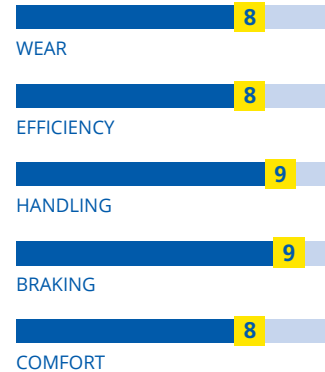 8
WEAR
8
EFFICIENCY
9
HANDLING
9
BRAKING
8
COMFORT